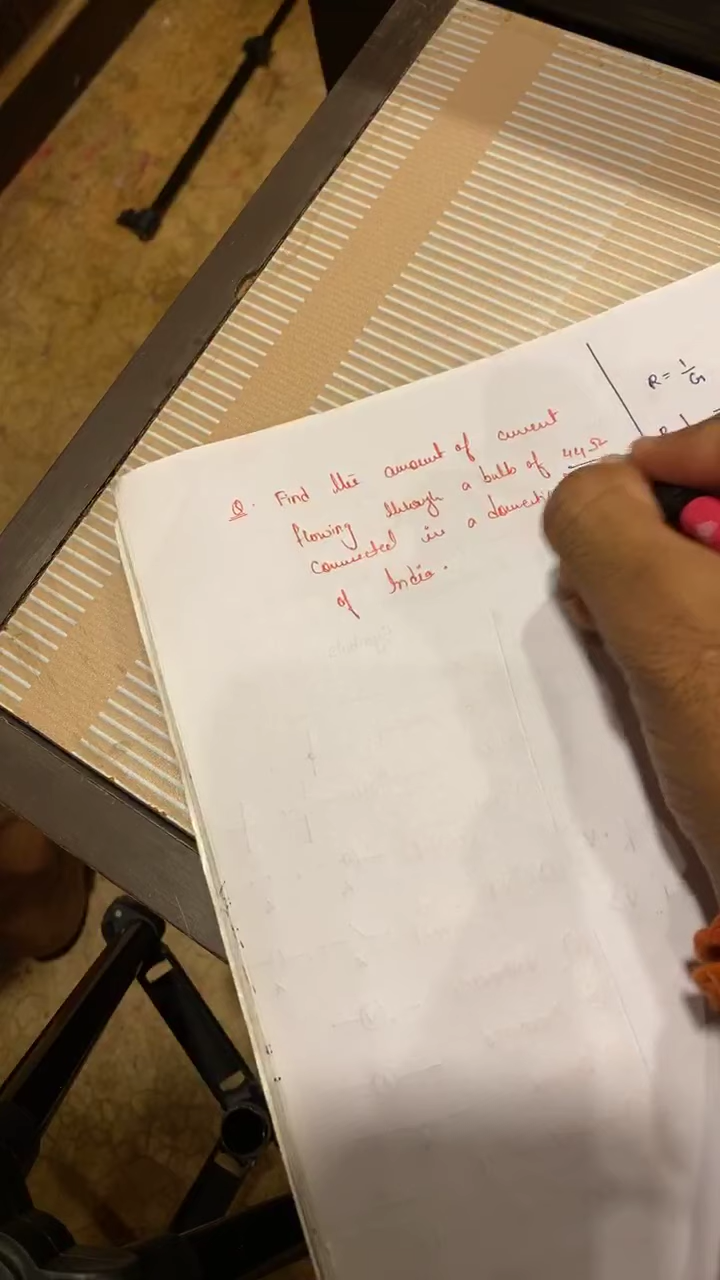 Q. Find the amount of current
flowing through a bulb of 44Ω
connected in a domesti
of India.
R = 1/G